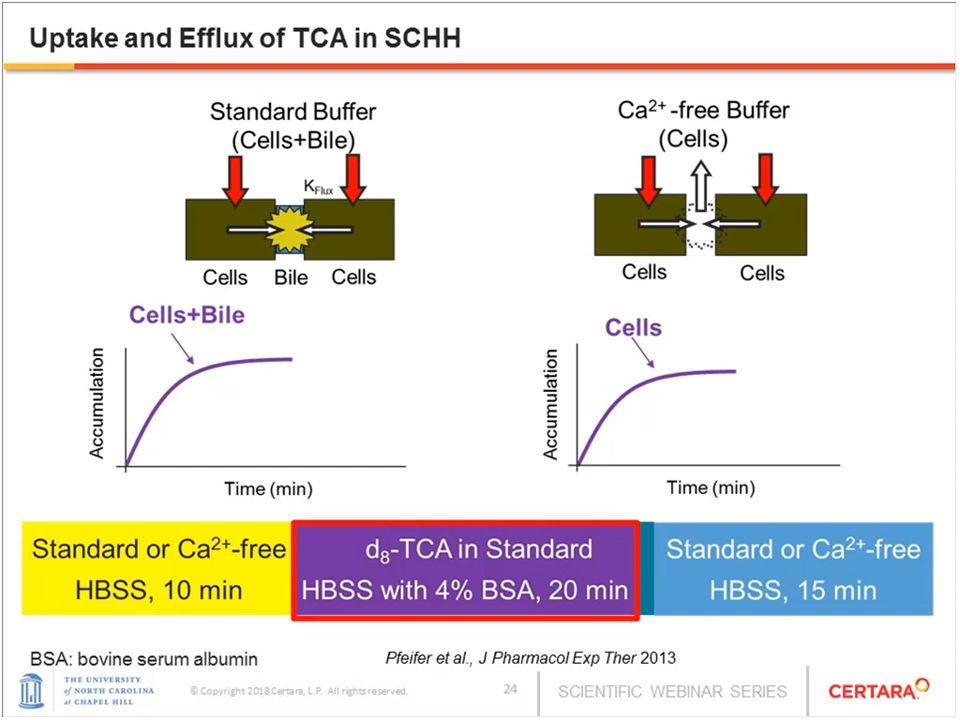 Uptake and Efflux of TCA in SCHH
Standard Buffer
(Cells+Bile)
K_Flux
Cells Bile Cells
Ca²⁺ -free Buffer
(Cells)
Cells Cells
Cells+Bile
Accumulation
Time (min)
Cells
Accumulation
Time (min)
Standard or Ca²⁺-free
HBSS, 10 min
d₈-TCA in Standard
HBSS with 4% BSA, 20 min
Standard or Ca²⁺-free
HBSS, 15 min
BSA: bovine serum albumin
Pfeifer et al., J Pharmacol Exp Ther 2013
THE UNIVERSITY
of NORTH CAROLINA
at CHAPEL HILL
© Copyright 2018 Certara, L.P. All rights reserved.
24
SCIENTIFIC WEBINAR SERIES
CERTARA